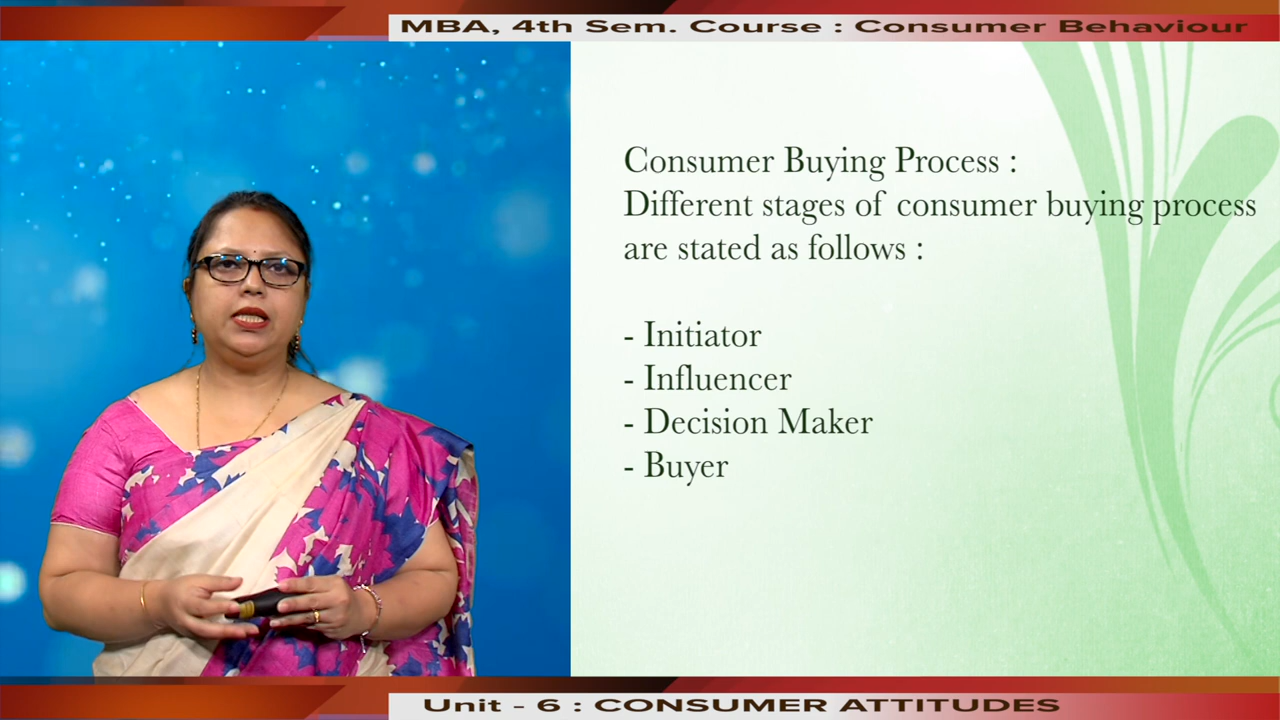 MBA, 4th Sem. Course : Consumer Behaviour
Consumer Buying Process :
Different stages of consumer buying process
are stated as follows :
- Initiator
- Influencer
- Decision Maker
- Buyer
Unit - 6 : CONSUMER ATTITUDES